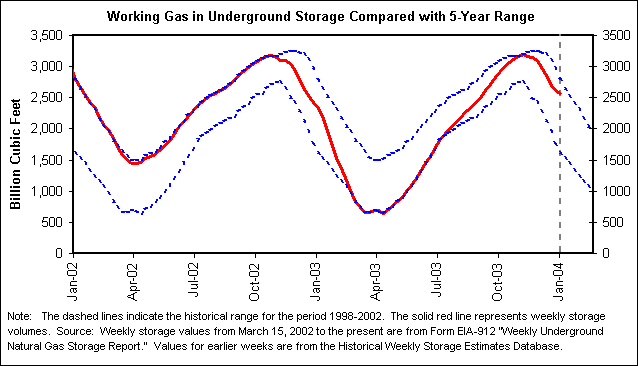 Working Gas in Underground Storage Compared with 5-Year Range
3,500
3,000
2,500
2,000
1,500
1,000
500
0
Billion Cubic Feet
3500
3000
2500
2000
1500
1000
500
0
Jan-02
Apr-02
Jul-02
Oct-02
Jan-03
Apr-03
Jul-03
Oct-03
Jan-04
Note: The dashed lines indicate the historical range for the period 1998-2002. The solid red line represents weekly storage
volumes. Source: Weekly storage values from March 15, 2002 to the present are from Form EIA-912 "Weekly Underground
Natural Gas Storage Report." Values for earlier weeks are from the Historical Weekly Storage Estimates Database.